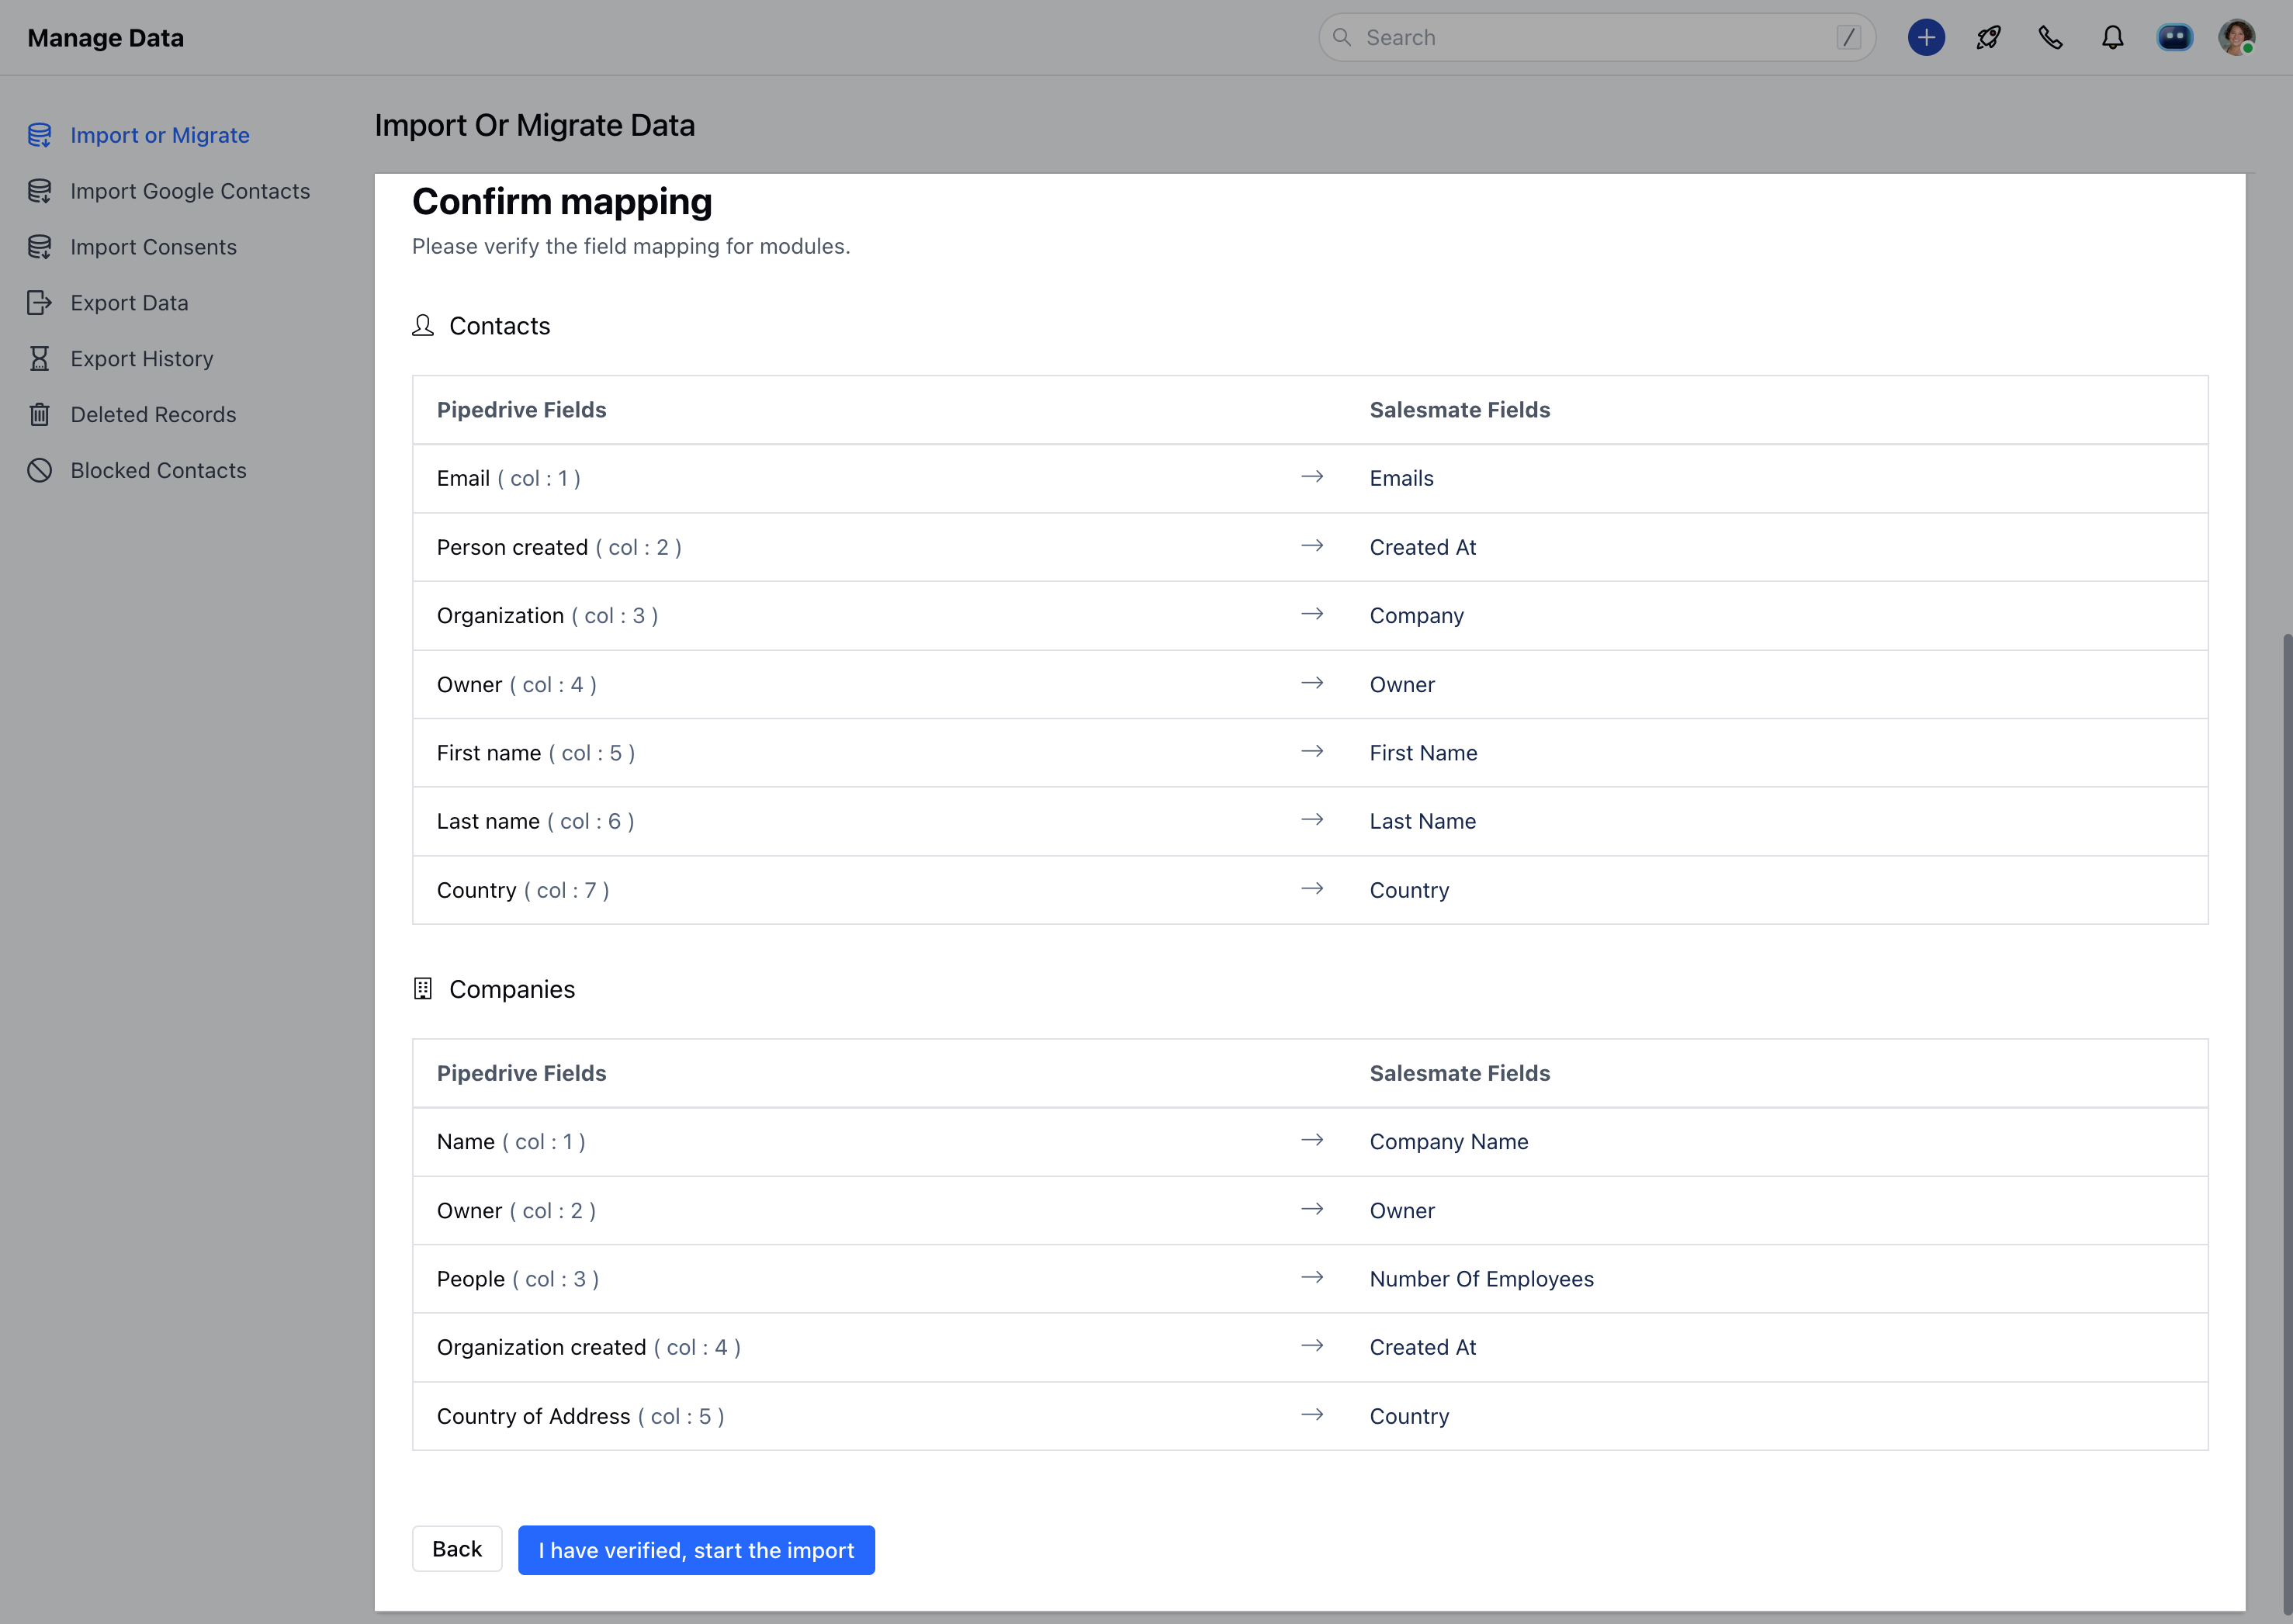 Manage Data
Search /
Import or Migrate
Import Google Contacts
Import Consents
Export Data
Export History
Deleted Records
Blocked Contacts
Import Or Migrate Data
Confirm mapping
Please verify the field mapping for modules.
Contacts
Pipedrive Fields Salesmate Fields
Email ( col : 1 ) → Emails
Person created ( col : 2 ) → Created At
Organization ( col : 3 ) → Company
Owner ( col : 4 ) → Owner
First name ( col : 5 ) → First Name
Last name ( col : 6 ) → Last Name
Country ( col : 7 ) → Country
Companies
Pipedrive Fields Salesmate Fields
Name ( col : 1 ) → Company Name
Owner ( col : 2 ) → Owner
People ( col : 3 ) → Number Of Employees
Organization created ( col : 4 ) → Created At
Country of Address ( col : 5 ) → Country
Back I have verified, start the import